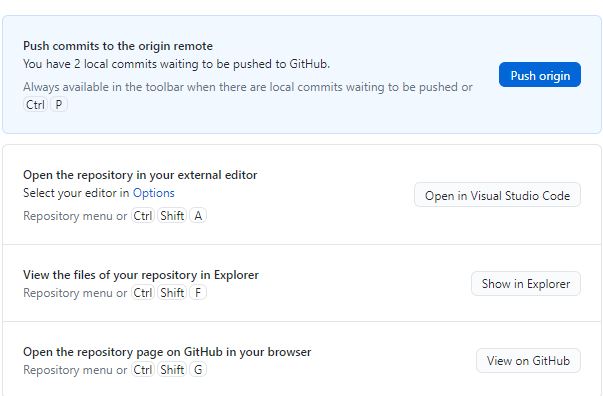 Push commits to the origin remote
You have 2 local commits waiting to be pushed to GitHub.
Push origin
Always available in the toolbar when there are local commits waiting to be pushed or
Ctrl P
Open the repository in your external editor
Select your editor in Options
Open in Visual Studio Code
Repository menu or Ctrl Shift A
View the files of your repository in Explorer
Show in Explorer
Repository menu or Ctrl Shift F
Open the repository page on GitHub in your browser
View on GitHub
Repository menu or Ctrl Shift G